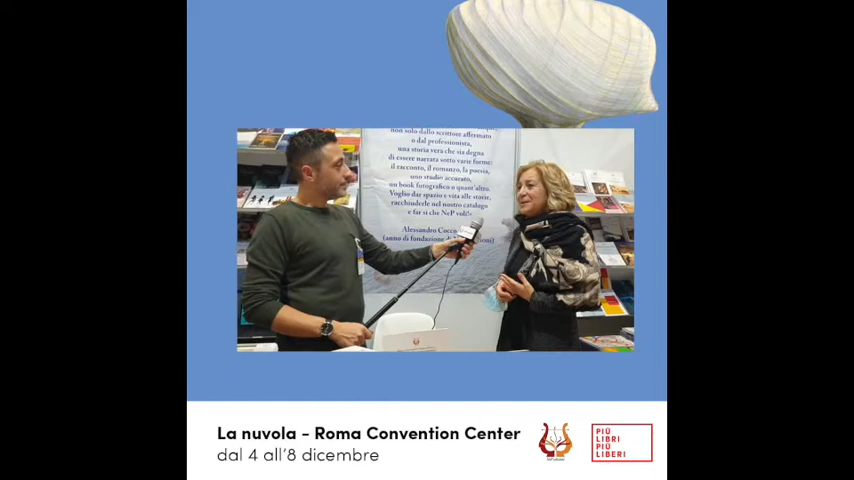 non solo dallo scrittore affermato
o dal professionista,
una storia vera che sia degna
di essere narrata sotto varie forme:
il racconto, il romanzo, la poesia,
uno studio accurato,
un book fotografico o quant'altro.
Voglio dar spazio e vita alle storie,
racchiuderle nel nostro catalogo
e far sì che NeP voli!
Alessandro Cocco
(anno di fondazione di
La nuvola - Roma Convention Center
dal 4 all'8 dicembre
PIÙ
LIBRI
PIÙ
LIBERI